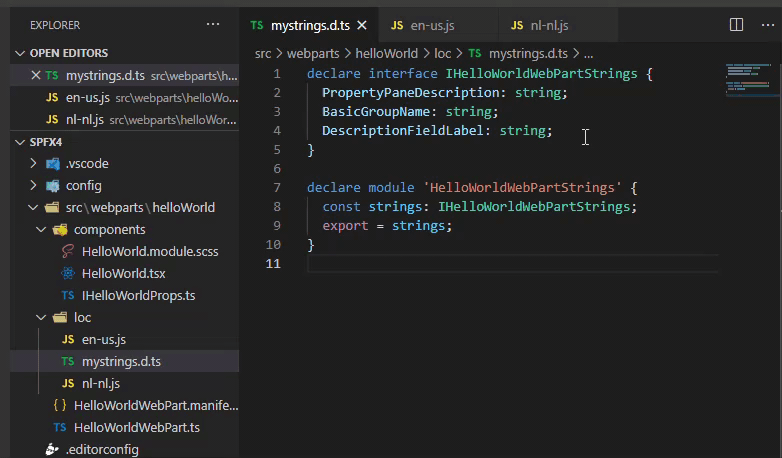 EXPLORER ···
OPEN EDITORS
× TS mystrings.d.ts src\webparts\h...
JS en-us.js src\webparts\helloWo...
JS nl-nl.js src\webparts\helloWor...
SPFX4
.vscode
config
src\webparts\helloWorld
components
HelloWorld.module.scss
HelloWorld.tsx
TS IHelloWorldProps.ts
loc
JS en-us.js
TS mystrings.d.ts
JS nl-nl.js
{ } HelloWorldWebPart.manife...
TS HelloWorldWebPart.ts
.editorconfig
TS mystrings.d.ts × JS en-us.js JS nl-nl.js ···
src > webparts > helloWorld > loc > TS mystrings.d.ts > ...
1 declare interface IHelloWorldWebPartStrings {
2 PropertyPaneDescription: string;
3 BasicGroupName: string;
4 DescriptionFieldLabel: string;
5 }
6
7 declare module 'HelloWorldWebPartStrings' {
8 const strings: IHelloWorldWebPartStrings;
9 export = strings;
10 }
11